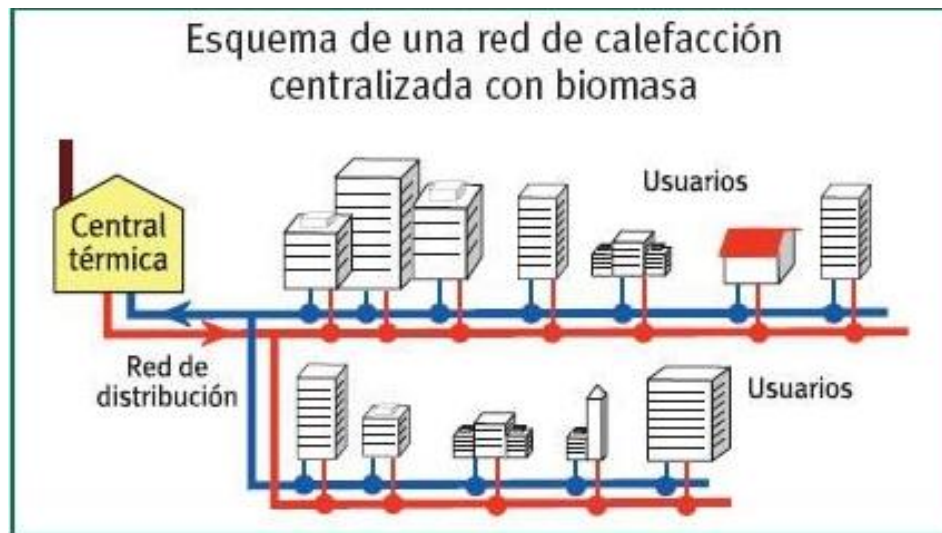 Esquema de una red de calefacción
centralizada con biomasa
Usuarios
Central
térmica
Red de
distribución
Usuarios